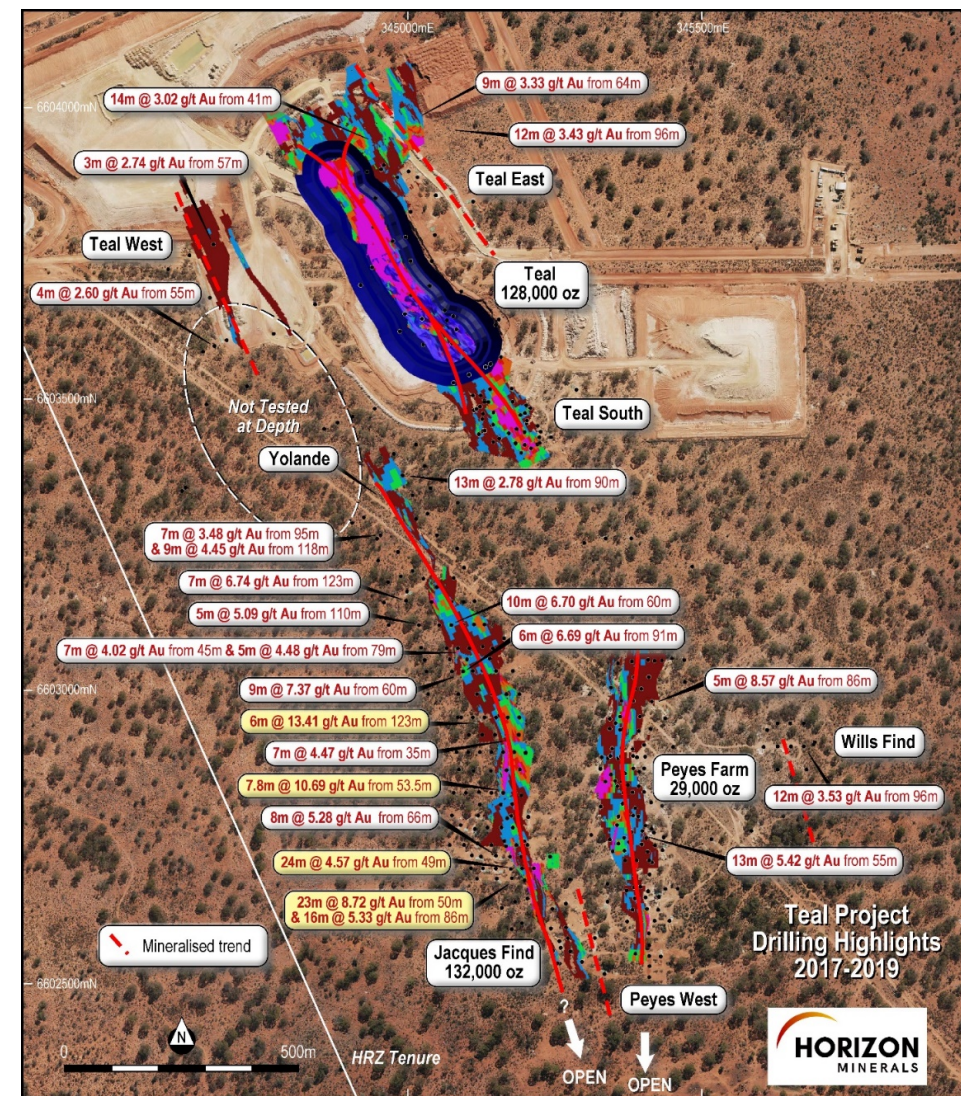 345000mE
345500mE
6604000mN
9m @ 3.33 g/t Au from 64m
14m @ 3.02 g/t Au from 41m
12m @ 3.43 g/t Au from 96m
3m @ 2.74 g/t Au from 57m
Teal East
Teal West
Teal
128,000 oz
4m @ 2.60 g/t Au from 55m
6603500mN
Not Tested
at Depth
Teal South
Yolande
13m @ 2.78 g/t Au from 90m
7m @ 3.48 g/t Au from 95m
& 9m @ 4.45 g/t Au from 118m
7m @ 6.74 g/t Au from 123m
10m @ 6.70 g/t Au from 60m
5m @ 5.09 g/t Au from 110m
6m @ 6.69 g/t Au from 91m
7m @ 4.02 g/t Au from 45m & 5m @ 4.48 g/t Au from 79m
9m @ 7.37 g/t Au from 60m
5m @ 8.57 g/t Au from 86m
6603000mN
6m @ 13.41 g/t Au from 123m
Wills Find
7m @ 4.47 g/t Au from 35m
Peyes Farm
29,000 oz
7.8m @ 10.69 g/t Au from 53.5m
12m @ 3.53 g/t Au from 96m
8m @ 5.28 g/t Au from 66m
24m @ 4.57 g/t Au from 49m
13m @ 5.42 g/t Au from 55m
23m @ 8.72 g/t Au from 50m
& 16m @ 5.33 g/t Au from 86m
Teal Project
Drilling Highlights
2017-2019
Mineralised trend
Jacques Find
132,000 oz
6602500mN
Peyes West
?
N
0
500m
HRZ Tenure
OPEN
OPEN
HORIZON
MINERALS